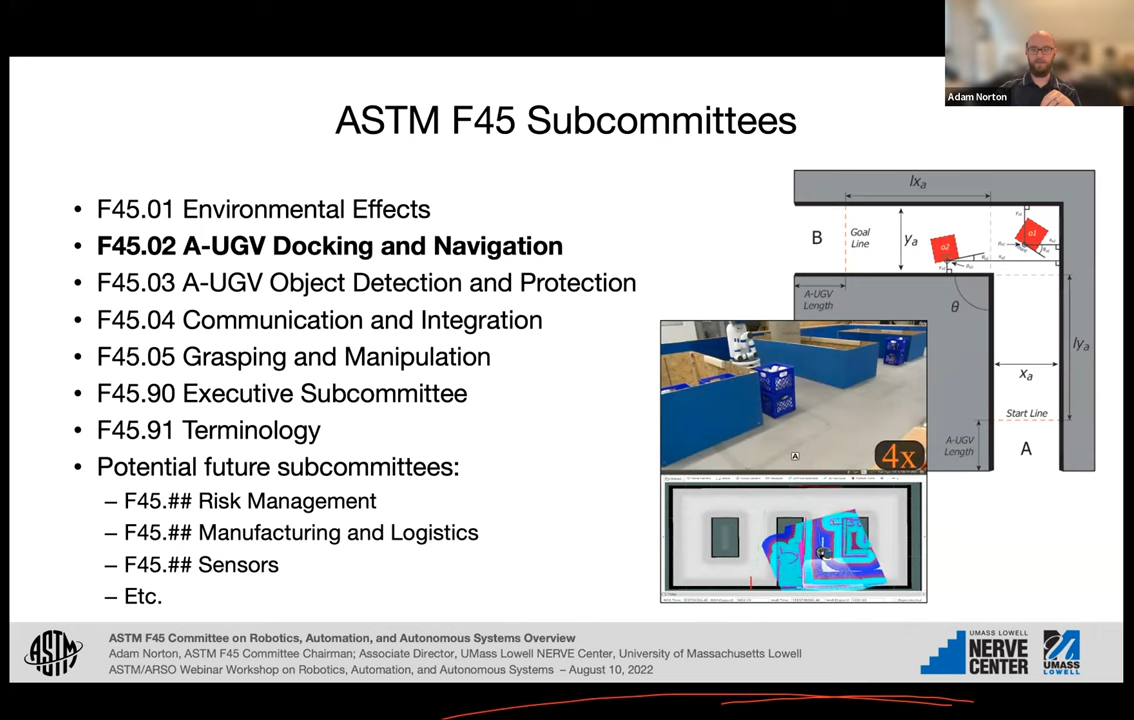 Adam Norton
ASTM F45 Subcommittees
• F45.01 Environmental Effects
• F45.02 A-UGV Docking and Navigation
• F45.03 A-UGV Object Detection and Protection
• F45.04 Communication and Integration
• F45.05 Grasping and Manipulation
• F45.90 Executive Subcommittee
• F45.91 Terminology
• Potential future subcommittees:
– F45.## Risk Management
– F45.## Manufacturing and Logistics
– F45.## Sensors
– Etc.
lxₐ
B
Goal
Line
yₐ
o2
o1
A-UGV
Length
θ
lyₐ
xₐ
Start Line
A-UGV
Length
A
A
4x
ASTM
ASTM F45 Committee on Robotics, Automation, and Autonomous Systems Overview
Adam Norton, ASTM F45 Committee Chairman; Associate Director, UMass Lowell NERVE Center, University of Massachusetts Lowell
ASTM/ARSO Webinar Workshop on Robotics, Automation, and Autonomous Systems – August 10, 2022
UMASS LOWELL
NERVE
CENTER
UMASS
LOWELL